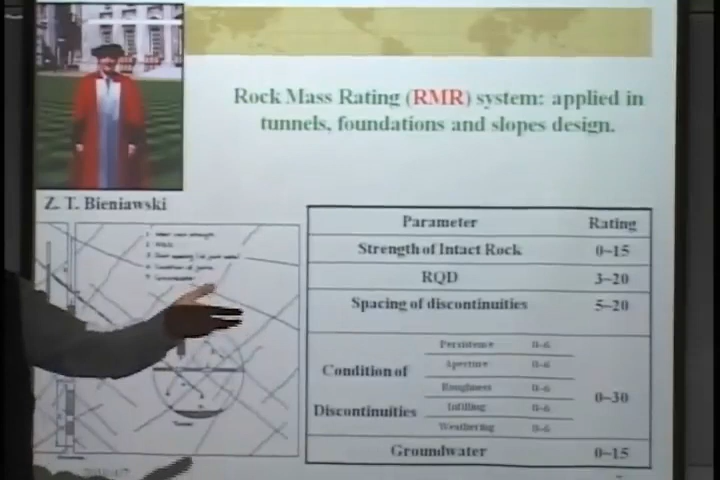 Rock Mass Rating (RMR) system: applied in
tunnels, foundations and slopes design.
Z. T. Bieniawski
Parameter Rating
Strength of Intact Rock 0~15
RQD 3~20
Spacing of discontinuities 5~20
Condition of
Discontinuities
Persistence 0~6
Aperture 0~6
Roughness 0~6
Infilling 0~6
Weathering 0~6
0~30
Groundwater 0~15